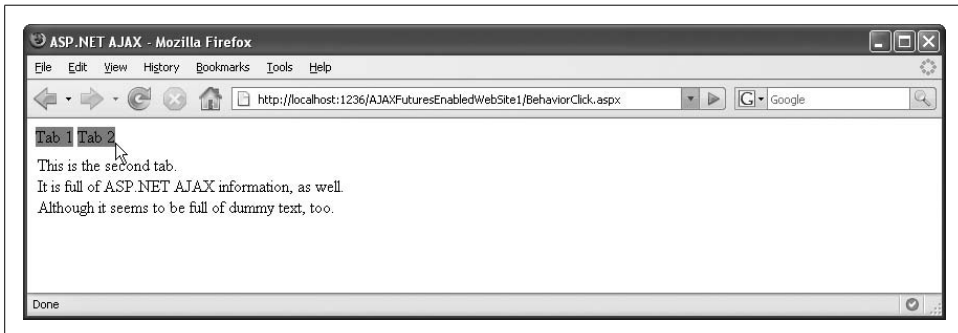 ASP.NET AJAX - Mozilla Firefox
File Edit View History Bookmarks Tools Help
http://localhost:1236/AJAXFuturesEnabledWebSite1/BehaviorClick.aspx G Google
Tab 1 Tab 2
This is the second tab.
It is full of ASP.NET AJAX information, as well.
Although it seems to be full of dummy text, too.
Done